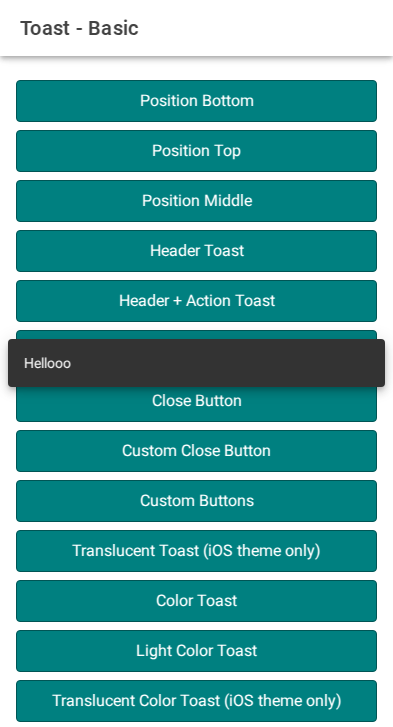 Toast - Basic
Position Bottom
Position Top
Position Middle
Header Toast
Header + Action Toast
Hellooo
Close Button
Custom Close Button
Custom Buttons
Translucent Toast (iOS theme only)
Color Toast
Light Color Toast
Translucent Color Toast (iOS theme only)